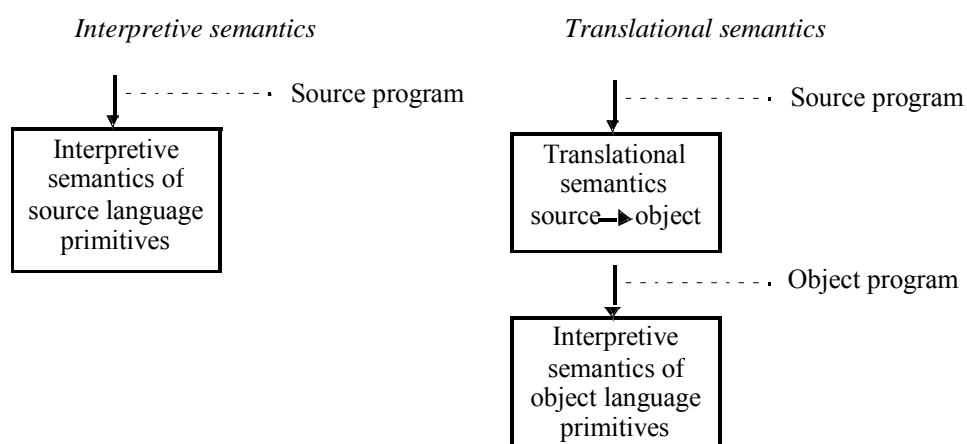 Interpretive semantics
Source program
Interpretive
semantics of
source language
primitives
Translational semantics
Source program
Translational
semantics
source object
Object program
Interpretive
semantics of
object language
primitives